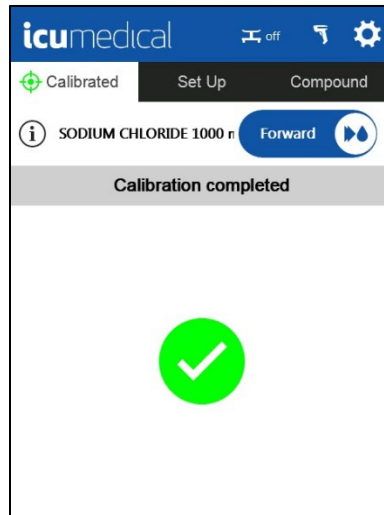 icumedical
off
Calibrated Set Up Compound
SODIUM CHLORIDE 1000 Forward
Calibration completed